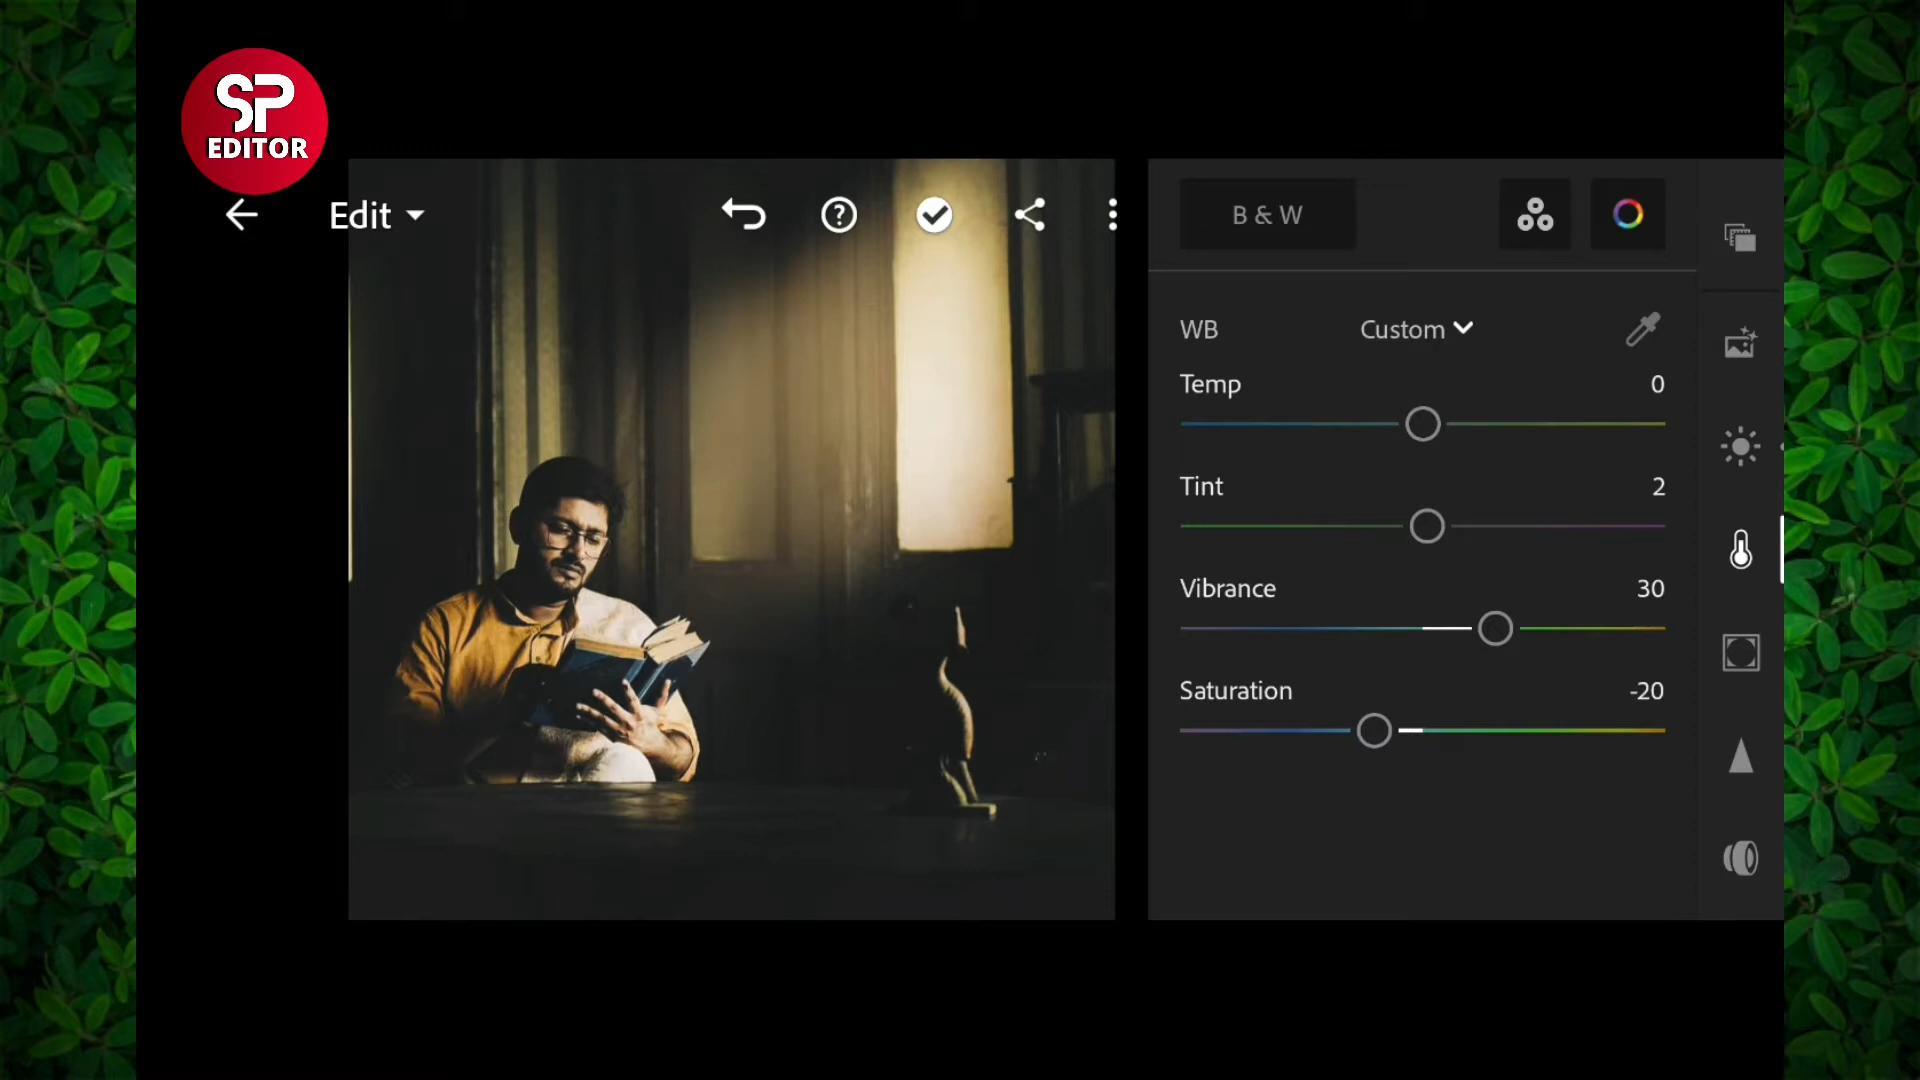 SP
EDITOR
Edit
B & W
WB
Custom
Temp
0
Tint
2
Vibrance
30
Saturation
-20